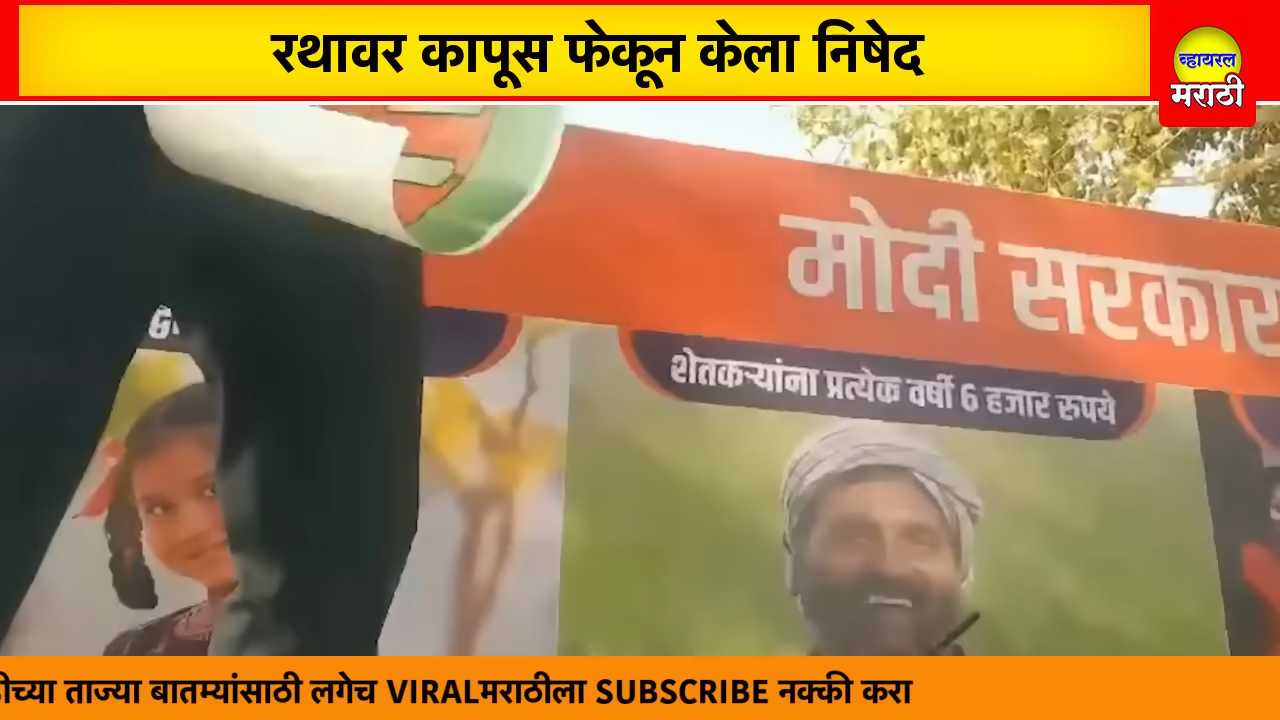 रथावर कापूस फेकून केला निषेद
व्हायरल
मराठी
मोदी सरकार
शेतकऱ्यांना प्रत्येक वर्षी 6 हजार रुपये
ताज्या बातम्यांसाठी लगेच VIRALमराठीला SUBSCRIBE नक्की करा